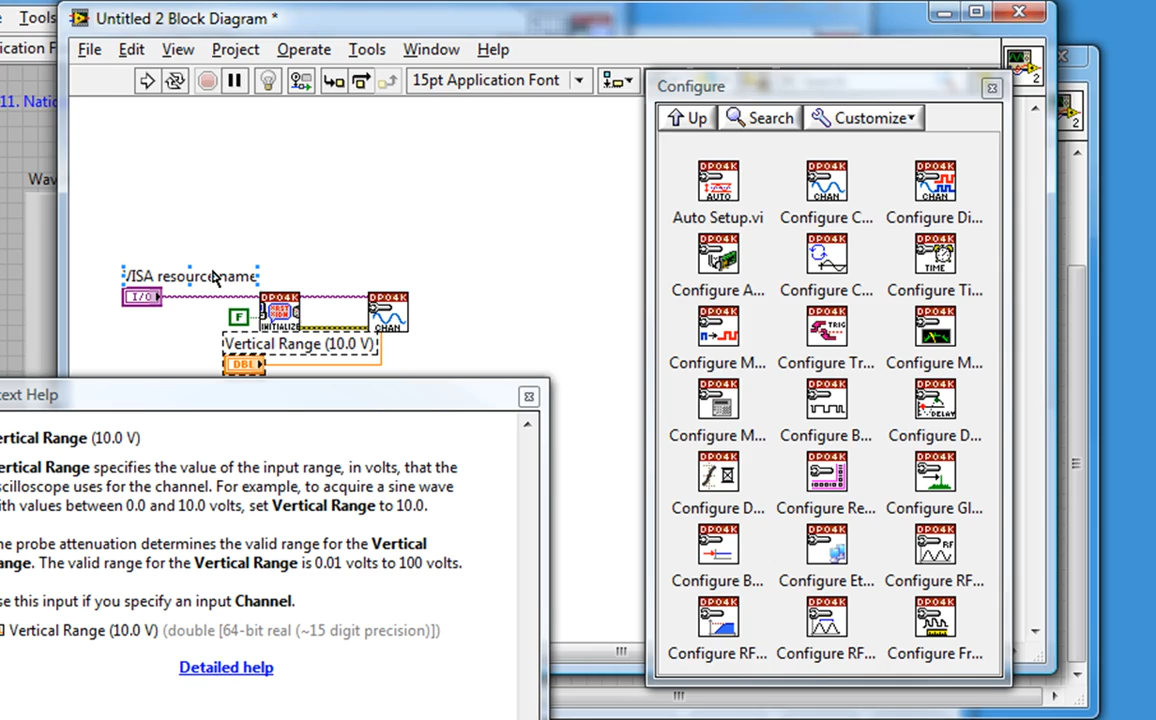 Tools
Untitled 2 Block Diagram *
ication F
File Edit View Project Operate Tools Window Help
15pt Application Font
2
2
11. Natio
Wav
Configure
Up Search Customize
VISA resource name
I/O
F
DPO4K
INITIALIZE
DPO4K
CHAN
Vertical Range (10.0 V)
DBL
DPO4K AUTO
DPO4K CHAN
DPO4K CHAN
Auto Setup.vi Configure C... Configure Di...
DPO4K
DPO4K
DPO4K TIME
Configure A... Configure C... Configure Ti...
DPO4K
DPO4K TRIG
DPO4K
Configure M... Configure Tr... Configure M...
DPO4K
DPO4K
DPO4K DELAY
Configure M... Configure B... Configure D...
DPO4K
DPO4K
DPO4K
Configure D... Configure Re... Configure Gl...
DPO4K
DPO4K
DPO4K RF
Configure B... Configure Et... Configure RF...
DPO4K
DPO4K
DPO4K
Configure RF... Configure RF... Configure Fr...
text Help
ertical Range (10.0 V)
ertical Range specifies the value of the input range, in volts, that the
scilloscope uses for the channel. For example, to acquire a sine wave
ith values between 0.0 and 10.0 volts, set Vertical Range to 10.0.
he probe attenuation determines the valid range for the Vertical
ange. The valid range for the Vertical Range is 0.01 volts to 100 volts.
se this input if you specify an input Channel.
Vertical Range (10.0 V) (double [64-bit real (~15 digit precision)])
Detailed help